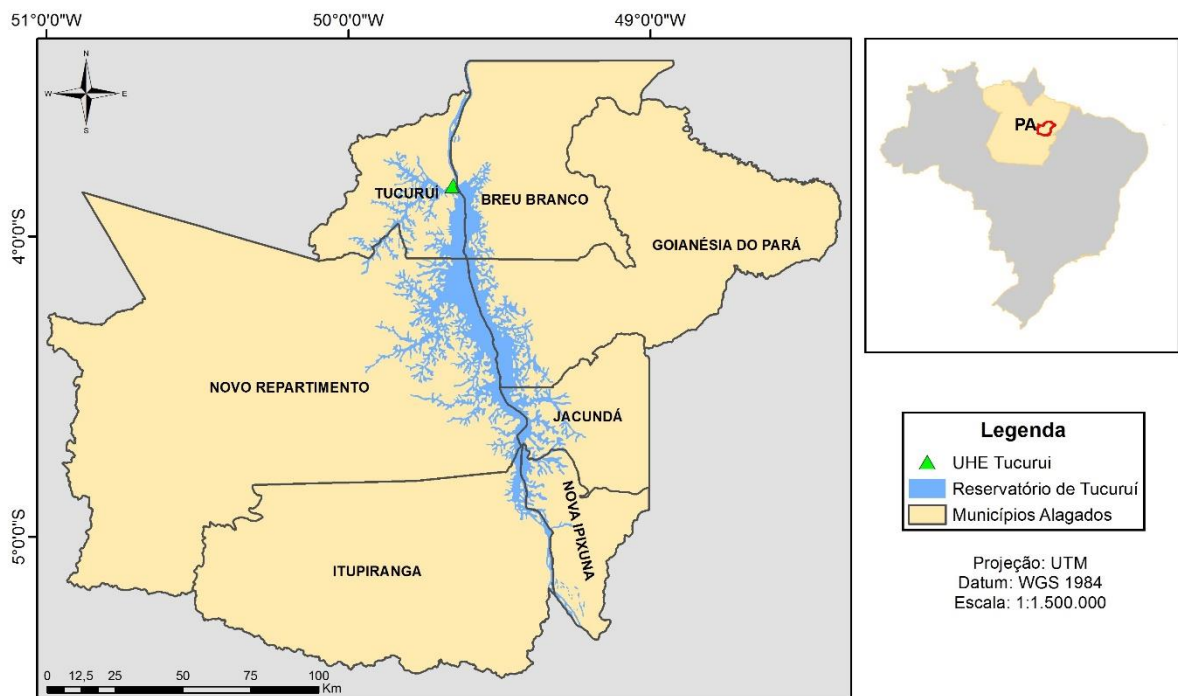 51°0'0"W
50°0'0"W
49°0'0"W
N
W
E
S
4°0'0"S
5°0'0"S
TUCURUÍ
BREU BRANCO
GOIANÉSIA DO PARÁ
NOVO REPARTIMENTO
JACUNDÁ
NOVA IPIXUNA
ITUPIRANGA
0 12,5 25 50 75 100
Km
PA
Legenda
UHE Tucurui
Reservatório de Tucuruí
Municípios Alagados
Projeção: UTM
Datum: WGS 1984
Escala: 1:1.500.000